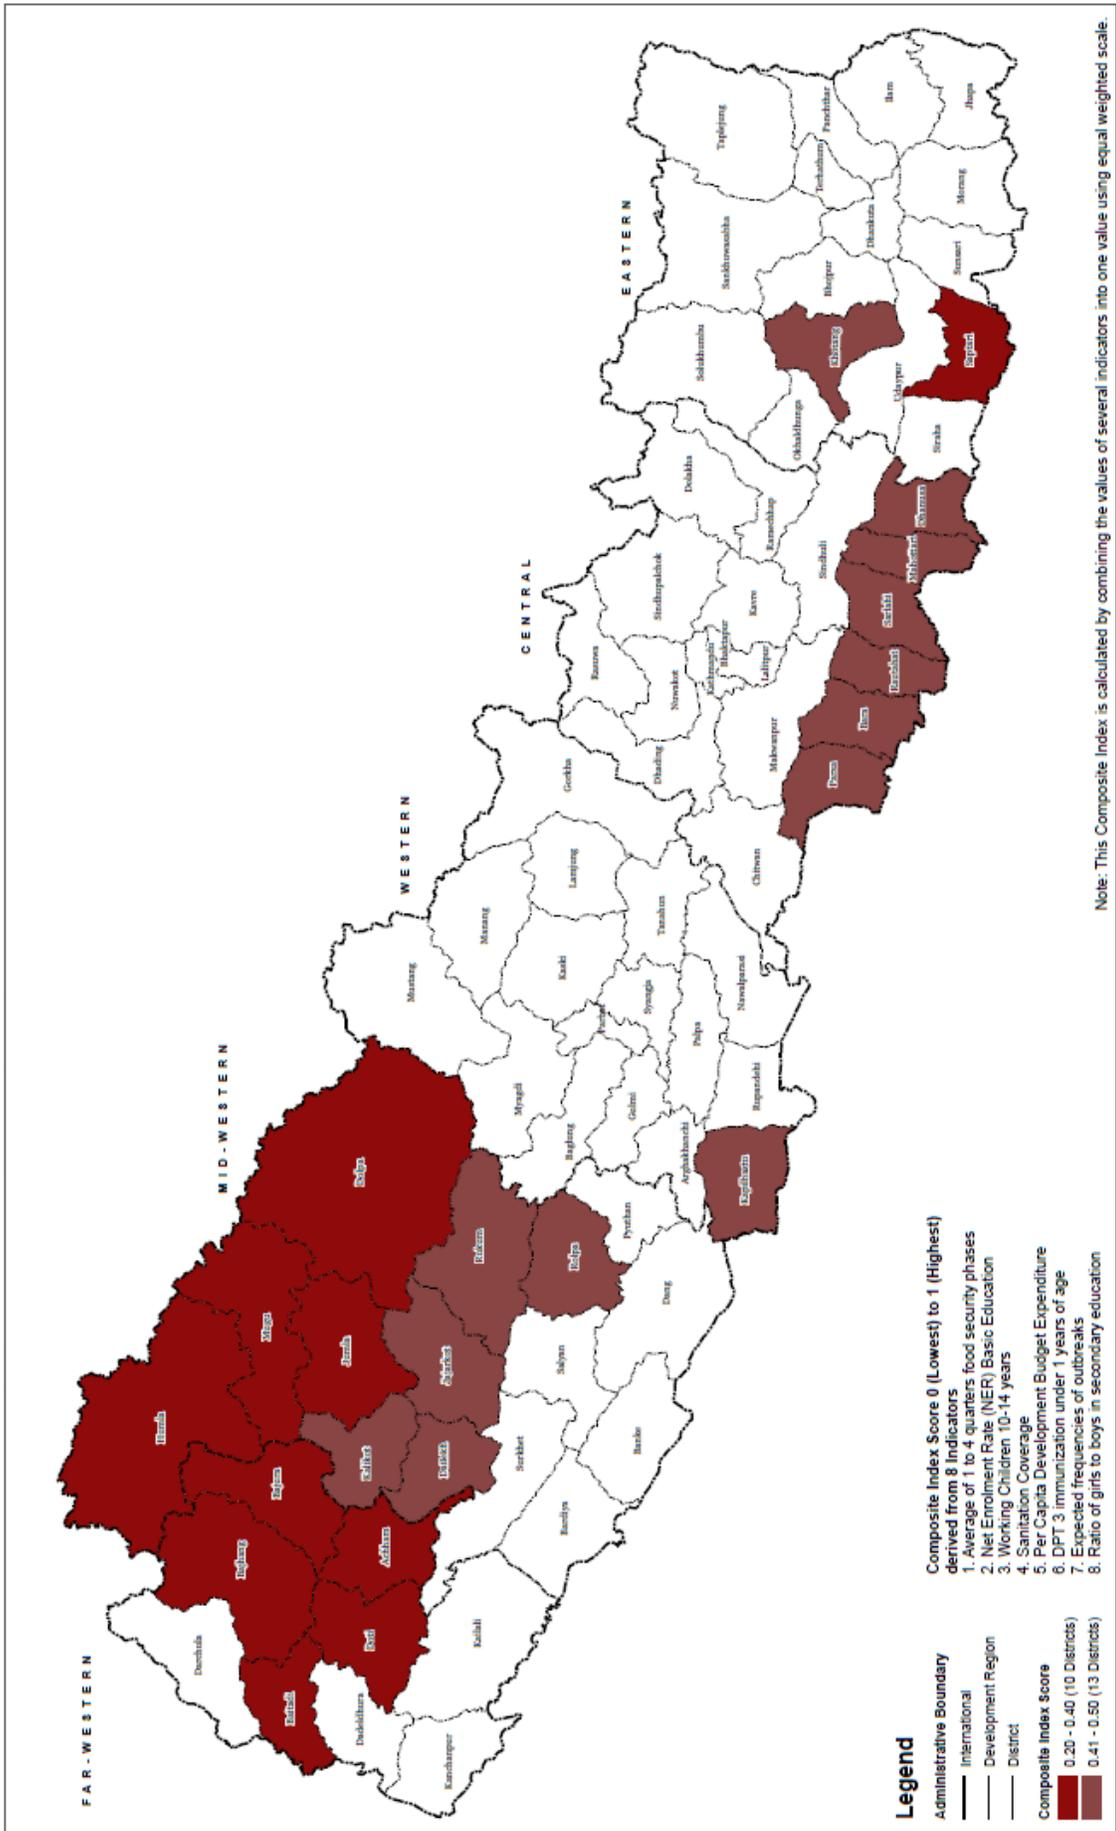 FAR-WESTERN
MID-WESTERN
WESTERN
CENTRAL
EASTERN
Darchula
Baitadi
Dadeldhura
Kanchanpur
Bajhang
Bajura
Doti
Achham
Kailali
Humla
Mugu
Jumla
Dolpa
Kalikot
Dailekh
Jajarkot
Rukum
Rolpa
Salyan
Surkhet
Bardiya
Banke
Dang
Pyuthan
Mustang
Manang
Myagdi
Kaski
Lamjung
Gorkha
Baglung
Parbat
Gulmi
Syangja
Tanahun
Arghakhanchi
Palpa
Kapilbastu
Rupandehi
Nawalparasi
Rasuwa
Dhading
Nuwakot
Sindhupalchok
Dolakha
Kathmandu
Bhaktapur
Lalitpur
Kavre
Ramechhap
Sindhuli
Makwanpur
Chitwan
Parsa
Bara
Rautahat
Sarlahi
Mahottari
Dhanusa
Solukhumbu
Sankhuwasabha
Taplejung
Okhaldhunga
Khotang
Bhojpur
Terhathum
Panchthar
Dhankuta
Ilam
Udaypur
Siraha
Saptari
Sunsari
Morang
Jhapa
Legend
Administrative Boundary
International
Development Region
District
Composite Index Score
0.20 - 0.40 (10 Districts)
0.41 - 0.50 (13 Districts)
Composite Index Score 0 (Lowest) to 1 (Highest)
derived from 8 Indicators
1. Average of 1 to 4 quarters food security phases
2. Net Enrolment Rate (NER) Basic Education
3. Working Children 10-14 years
4. Sanitation Coverage
5. Per Capita Development Budget Expenditure
6. DPT 3 immunization under 1 years of age
7. Expected frequencies of outbreaks
8. Ratio of girls to boys in secondary education
Note: This Composite Index is calculated by combining the values of several indicators into one value using equal weighted scale.